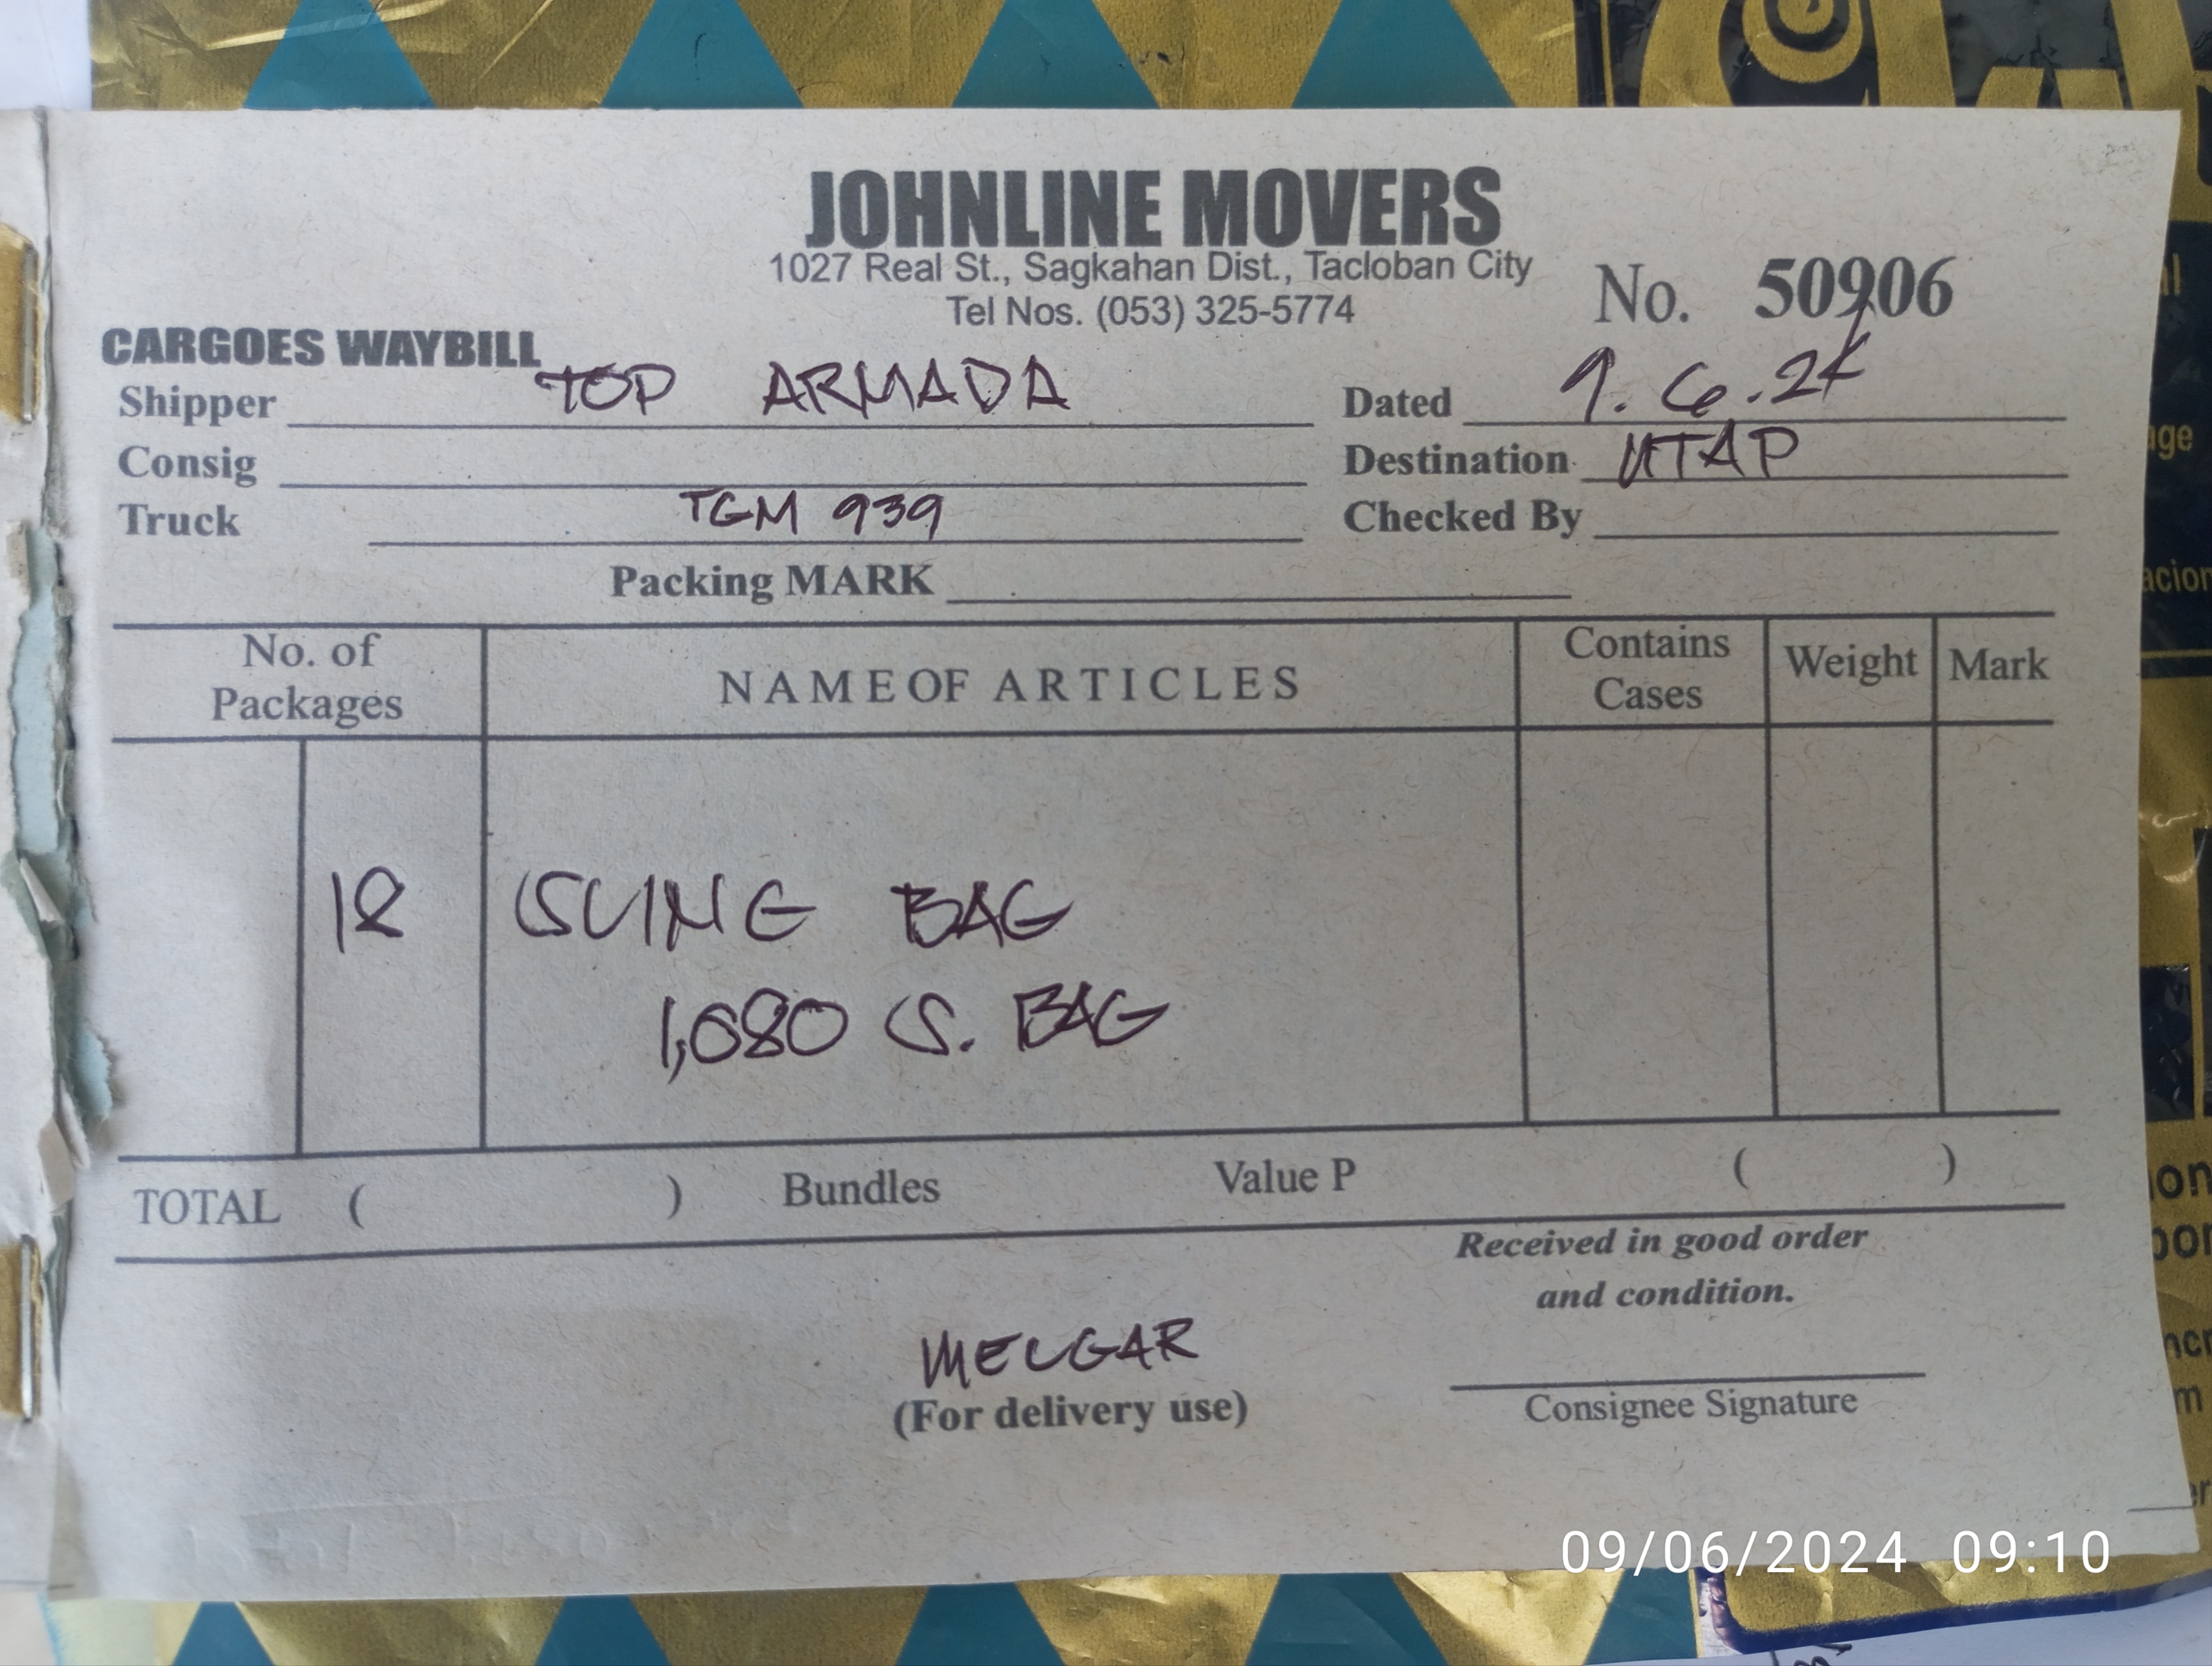 JOHNLINE MOVERS
1027 Real St., Sagkahan Dist., Tacloban City
Tel Nos. (053) 325-5774
No. 50906
CARGOES WAYBILL
Shipper TOP ARMADA
Dated 9.6.24
Consig
Destination UTAP
Truck TGM 939
Checked By
Packing MARK
No. of Packages NAME OF ARTICLES Contains Cases Weight Mark
18 SLING BAG
1,080 S. BAG
TOTAL ( ) Bundles Value P ( )
Received in good order
and condition.
MELGAR
(For delivery use)
Consignee Signature
09/06/2024 09:10